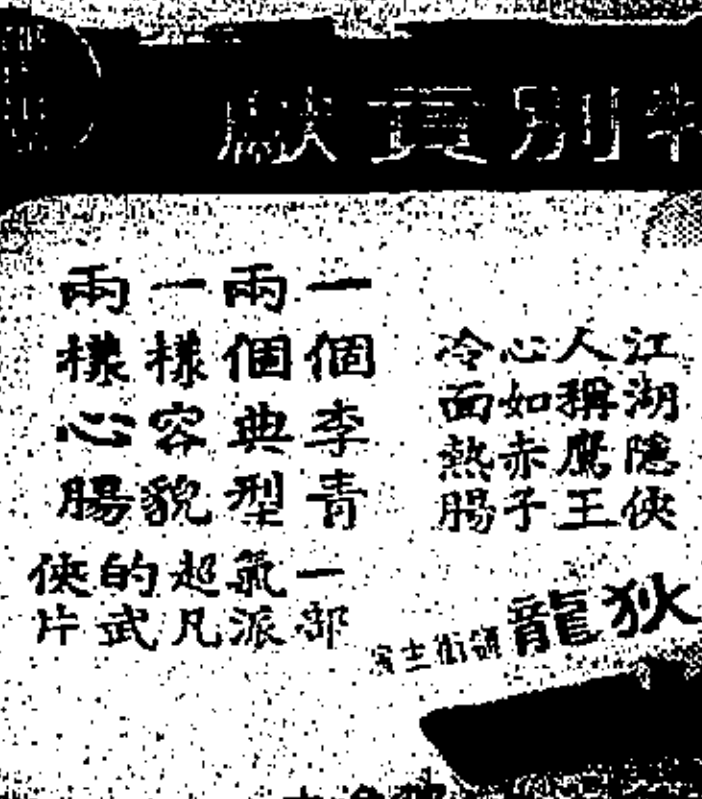 特別貢獻
江湖隱俠
人稱鷹王
心如赤子
冷面熱腸
狄龍
領銜主演
一個李青
兩個典型
一樣容貌
兩樣心腸
一部
氣派
超凡
的武
俠片